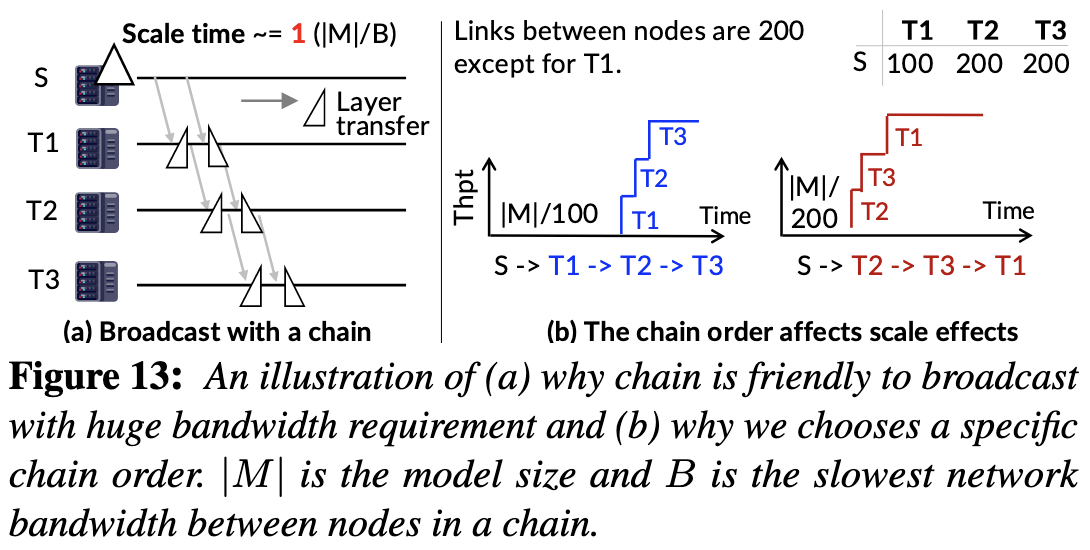 Scale time ~= 1 (|M|/B)
S
T1
T2
T3
Layer
transfer
(a) Broadcast with a chain
Links between nodes are 200
except for T1.
T1 T2 T3
S 100 200 200
Thpt
|M|/100
T1
T2
T3
Time
S -> T1 -> T2 -> T3
|M|/
200
T2
T3
T1
Time
S -> T2 -> T3 -> T1
(b) The chain order affects scale effects
Figure 13: An illustration of (a) why chain is friendly to broadcast
with huge bandwidth requirement and (b) why we chooses a specific
chain order. |M| is the model size and B is the slowest network
bandwidth between nodes in a chain.